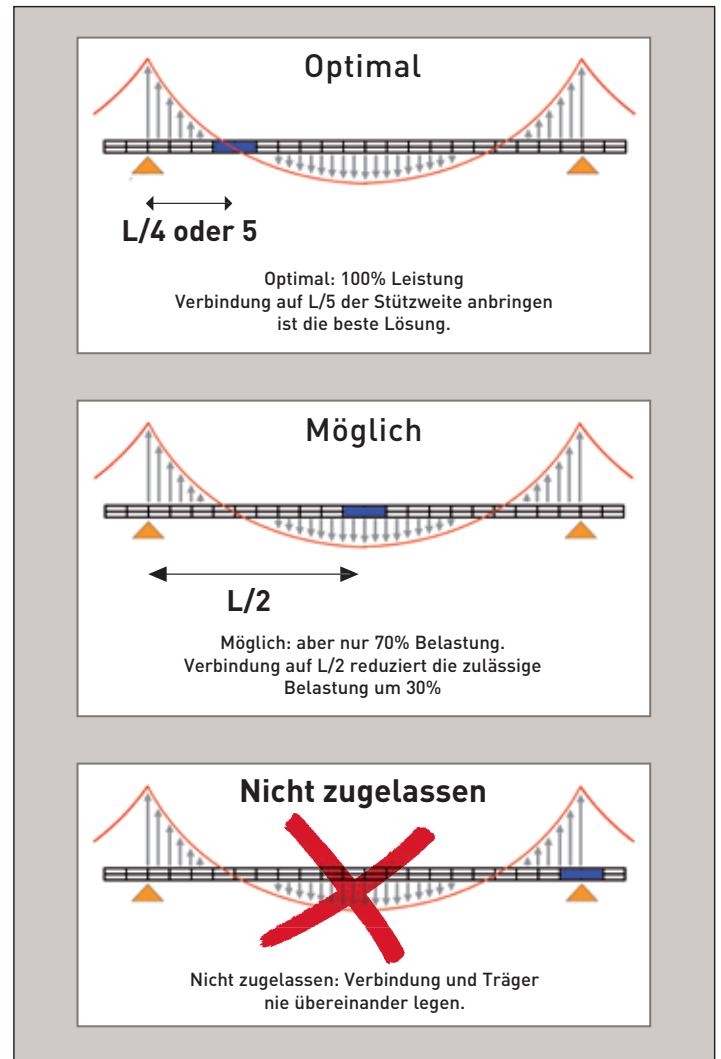 Optimal
L/4 oder 5
Optimal: 100% Leistung
Verbindung auf L/5 der Stützweite anbringen
ist die beste Lösung.
Möglich
L/2
Möglich: aber nur 70% Belastung.
Verbindung auf L/2 reduziert die zulässige
Belastung um 30%
Nicht zugelassen
Nicht zugelassen: Verbindung und Träger
nie übereinander legen.